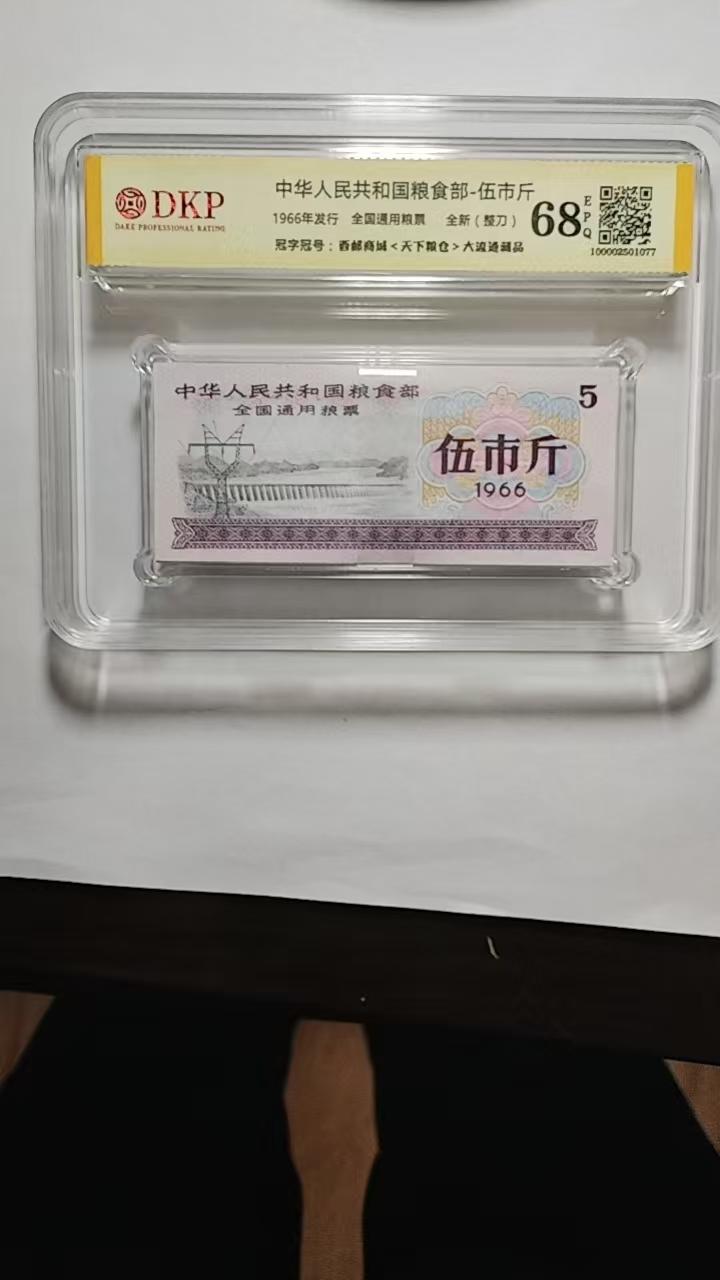 DKP
DAKE PROFESSIONAL RATING
中华人民共和国粮食部-伍市斤
1966年发行 全国通用粮票 全新（整刀）
冠字冠号：百邮商城<天下粮仓>大流通藏品
68
EPQ
100002501077
中华人民共和国粮食部
全国通用粮票
5
伍市斤
1966